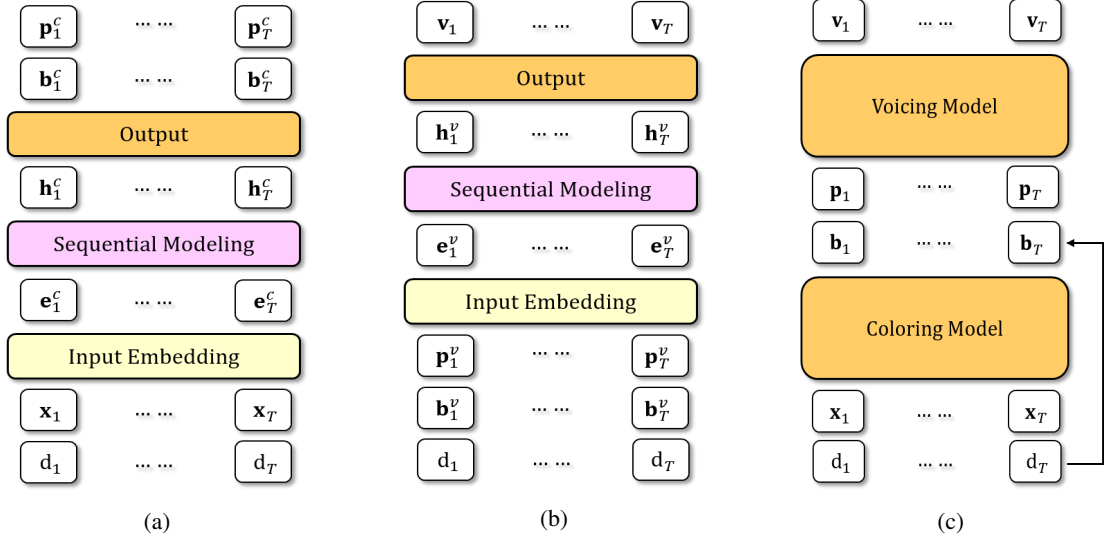 p_1^c ... ... p_T^c
b_1^c ... ... b_T^c
Output
h_1^c ... ... h_T^c
Sequential Modeling
e_1^c ... ... e_T^c
Input Embedding
x_1 ... ... x_T
d_1 ... ... d_T
(a)
v_1 ... ... v_T
Output
h_1^v ... ... h_T^v
Sequential Modeling
e_1^v ... ... e_T^v
Input Embedding
p_1^v ... ... p_T^v
b_1^v ... ... b_T^v
d_1 ... ... d_T
(b)
v_1 ... ... v_T
Voicing Model
p_1 ... ... p_T
b_1 ... ... b_T
Coloring Model
x_1 ... ... x_T
d_1 ... ... d_T
(c)